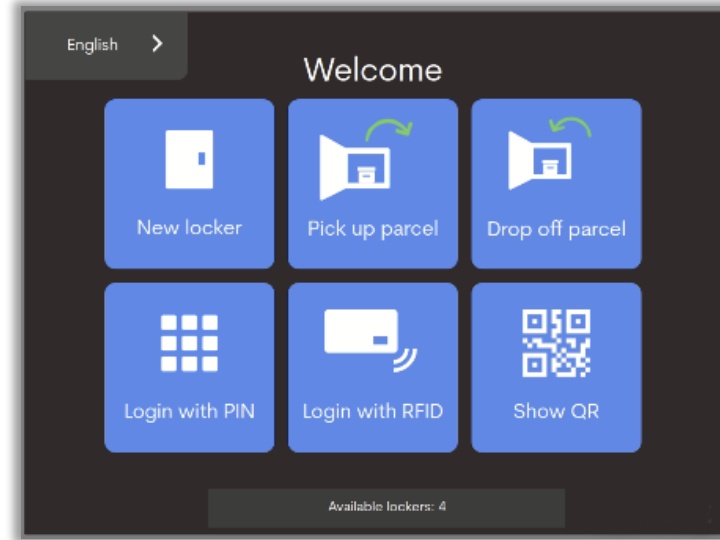 English
Welcome
New locker
Pick up parcel
Drop off parcel
Login with PIN
Login with RFID
Show QR
Available lockers: 4